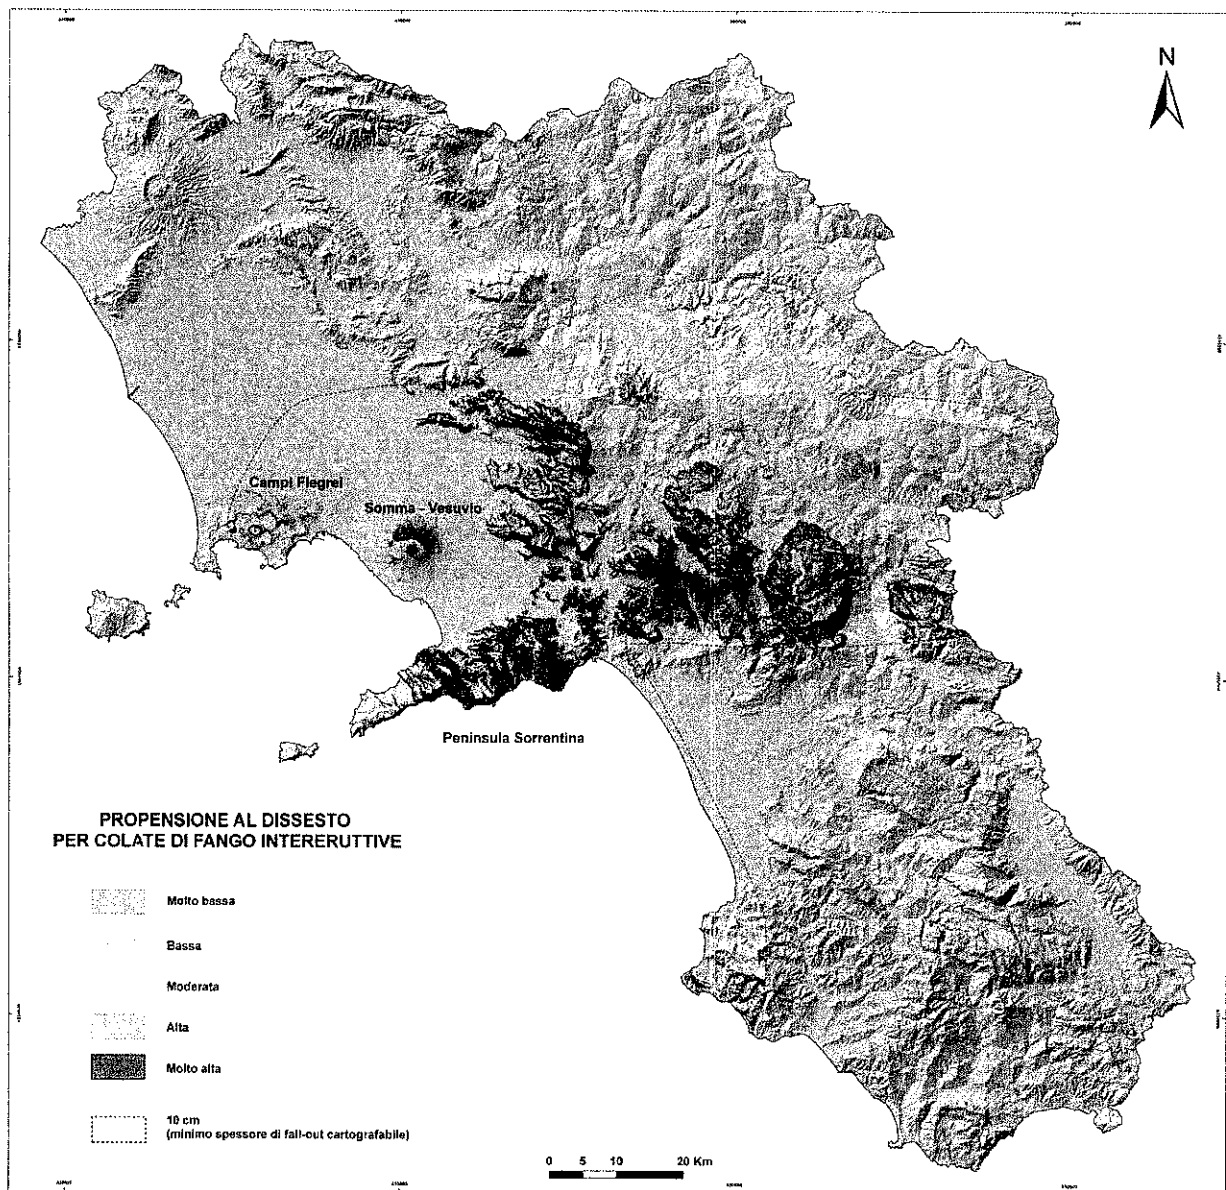 N
Campi Flegrei
Somma - Vesuvio
Peninsula Sorrentina
PROPENSIONE AL DISSESTO
PER COLATE DI FANGO INTERERUTTIVE
Molto bassa
Bassa
Moderata
Alta
Molto alta
10 cm
(minimo spessore di fall-out cartografabile)
0 5 10 20 Km